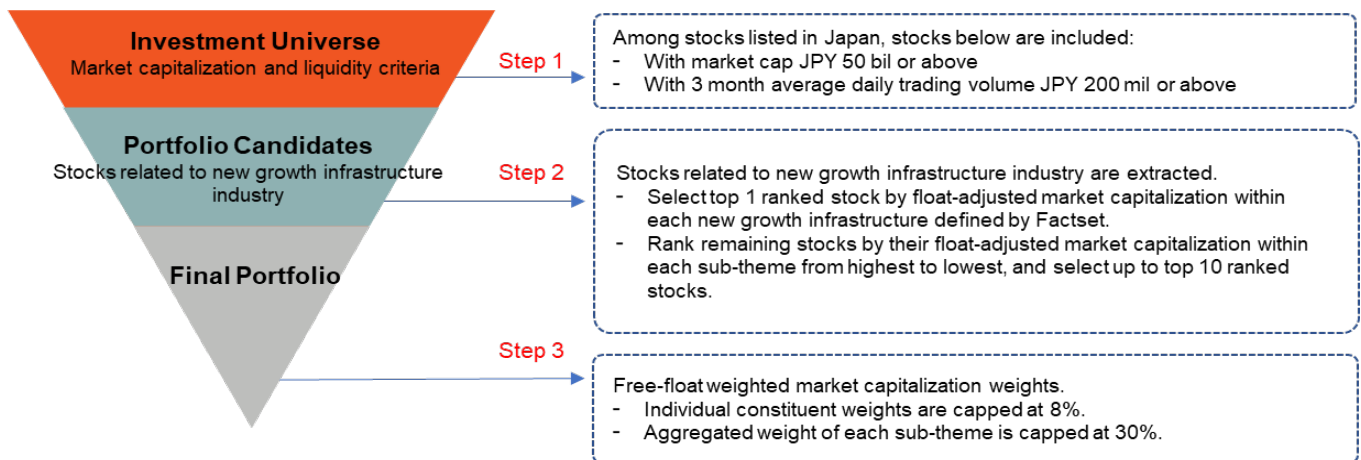 Investment Universe
Market capitalization and liquidity criteria
Step 1
Among stocks listed in Japan, stocks below are included:
- With market cap JPY 50 bil or above
- With 3 month average daily trading volume JPY 200 mil or above
Portfolio Candidates
Stocks related to new growth infrastructure
industry
Step 2
Stocks related to new growth infrastructure industry are extracted.
- Select top 1 ranked stock by float-adjusted market capitalization within
each new growth infrastructure defined by Factset.
- Rank remaining stocks by their float-adjusted market capitalization within
each sub-theme from highest to lowest, and select up to top 10 ranked
stocks.
Final Portfolio
Step 3
Free-float weighted market capitalization weights.
- Individual constituent weights are capped at 8%.
- Aggregated weight of each sub-theme is capped at 30%.